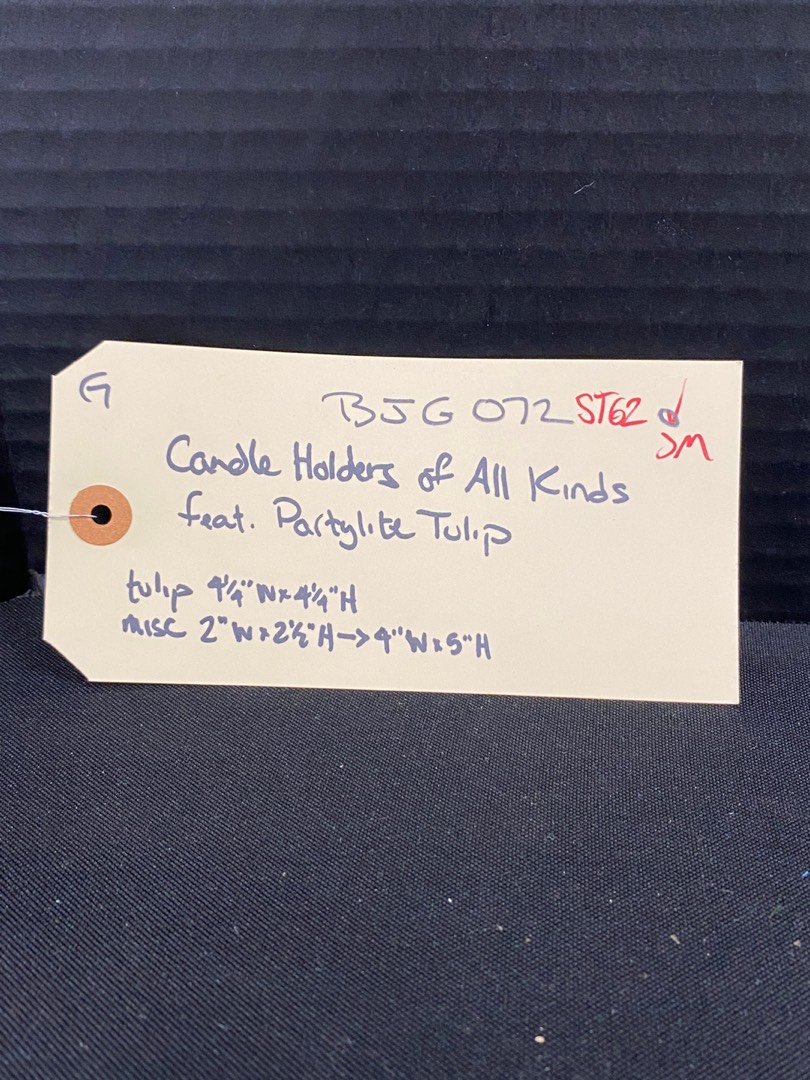 G
BJG 072 ST62
JM
Candle Holders of All Kinds
feat. Partylite Tulip
tulip 4¼"W x 4¼"H
misc 2"W x 2½"H → 4"W x 5"H